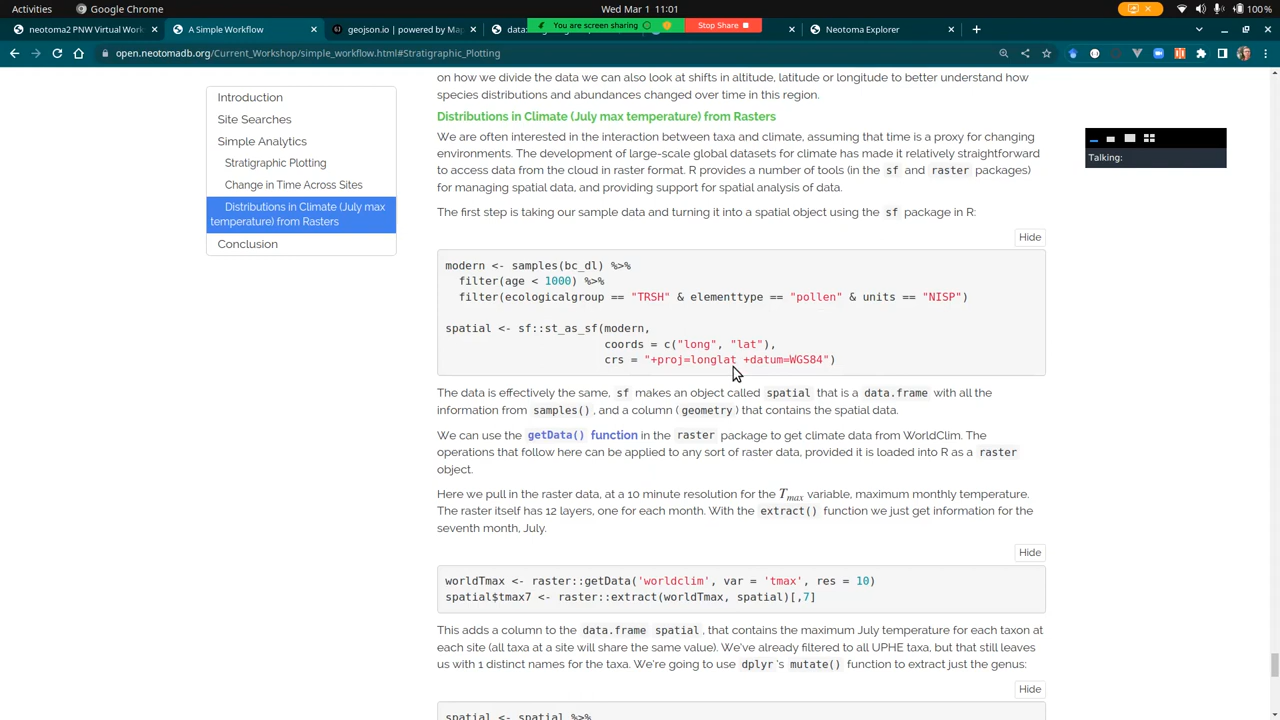 Activities
Google Chrome
Wed Mar 1 11:01
100 %
You are screen sharing
Stop Share
neotoma2 PNW Virtual Work
A Simple Workflow
geojson.io | powered by Map
data:
Neotoma Explorer
open.neotomadb.org/Current_Workshop/simple_workflow.html#Stratigraphic_Plotting
Introduction
Site Searches
Simple Analytics
Stratigraphic Plotting
Change in Time Across Sites
Distributions in Climate (July max
temperature) from Rasters
Conclusion
on how we divide the data we can also look at shifts in altitude, latitude or longitude to better understand how
species distributions and abundances changed over time in this region.
Distributions in Climate (July max temperature) from Rasters
We are often interested in the interaction between taxa and climate, assuming that time is a proxy for changing
environments. The development of large-scale global datasets for climate has made it relatively straightforward
to access data from the cloud in raster format. R provides a number of tools (in the sf and raster packages)
for managing spatial data, and providing support for spatial analysis of data.
The first step is taking our sample data and turning it into a spatial object using the sf package in R:
Hide
modern <- samples(bc_dl) %>%
filter(age < 1000) %>%
filter(ecologicalgroup == "TRSH" & elementtype == "pollen" & units == "NISP")
spatial <- sf::st_as_sf(modern,
coords = c("long", "lat"),
crs = "+proj=longlat +datum=WGS84")
The data is effectively the same, sf makes an object called spatial that is a data.frame with all the
information from samples(), and a column (geometry) that contains the spatial data.
We can use the getData() function in the raster package to get climate data from WorldClim. The
operations that follow here can be applied to any sort of raster data, provided it is loaded into R as a raster
object.
Here we pull in the raster data, at a 10 minute resolution for the Tmax variable, maximum monthly temperature.
The raster itself has 12 layers, one for each month. With the extract() function we just get information for the
seventh month, July.
Hide
worldTmax <- raster::getData('worldclim', var = 'tmax', res = 10)
spatial$tmax7 <- raster::extract(worldTmax, spatial)[,7]
This adds a column to the data.frame spatial, that contains the maximum July temperature for each taxon at
each site (all taxa at a site will share the same value). We've already filtered to all UPHE taxa, but that still leaves
us with 1 distinct names for the taxa. We're going to use dplyr's mutate() function to extract just the genus:
Hide
spatial <- spatial %>%
Talking: